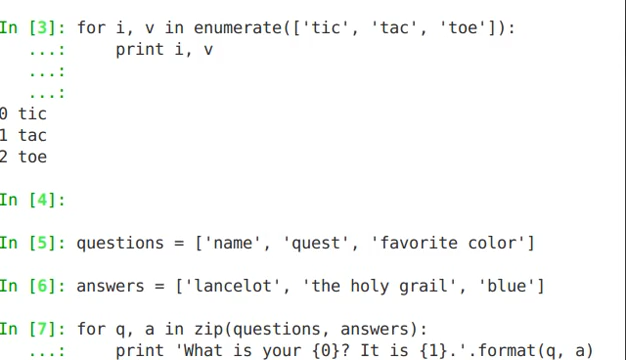 In [3]: for i, v in enumerate(['tic', 'tac', 'toe']):
   ...:     print i, v
   ...:
   ...:
0 tic
1 tac
2 toe
In [4]:
In [5]: questions = ['name', 'quest', 'favorite color']
In [6]: answers = ['lancelot', 'the holy grail', 'blue']
In [7]: for q, a in zip(questions, answers):
   ...:     print 'What is your {0}? It is {1}.'.format(q, a)